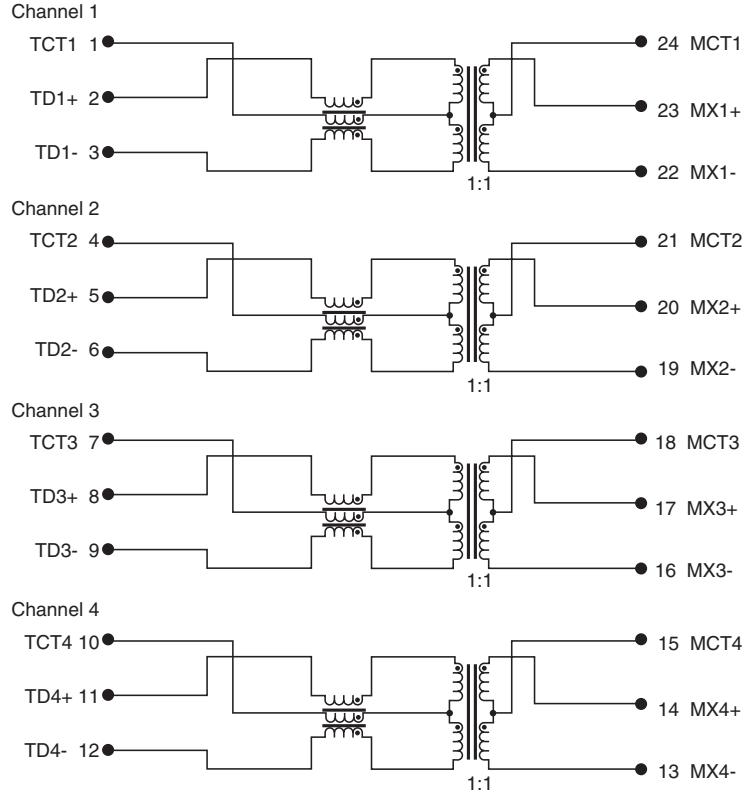 Channel 1
TCT1 1
24 MCT1
TD1+ 2
23 MX1+
TD1- 3
22 MX1-
1:1
Channel 2
TCT2 4
21 MCT2
TD2+ 5
20 MX2+
TD2- 6
19 MX2-
1:1
Channel 3
TCT3 7
18 MCT3
TD3+ 8
17 MX3+
TD3- 9
16 MX3-
1:1
Channel 4
TCT4 10
15 MCT4
TD4+ 11
14 MX4+
TD4- 12
13 MX4-
1:1